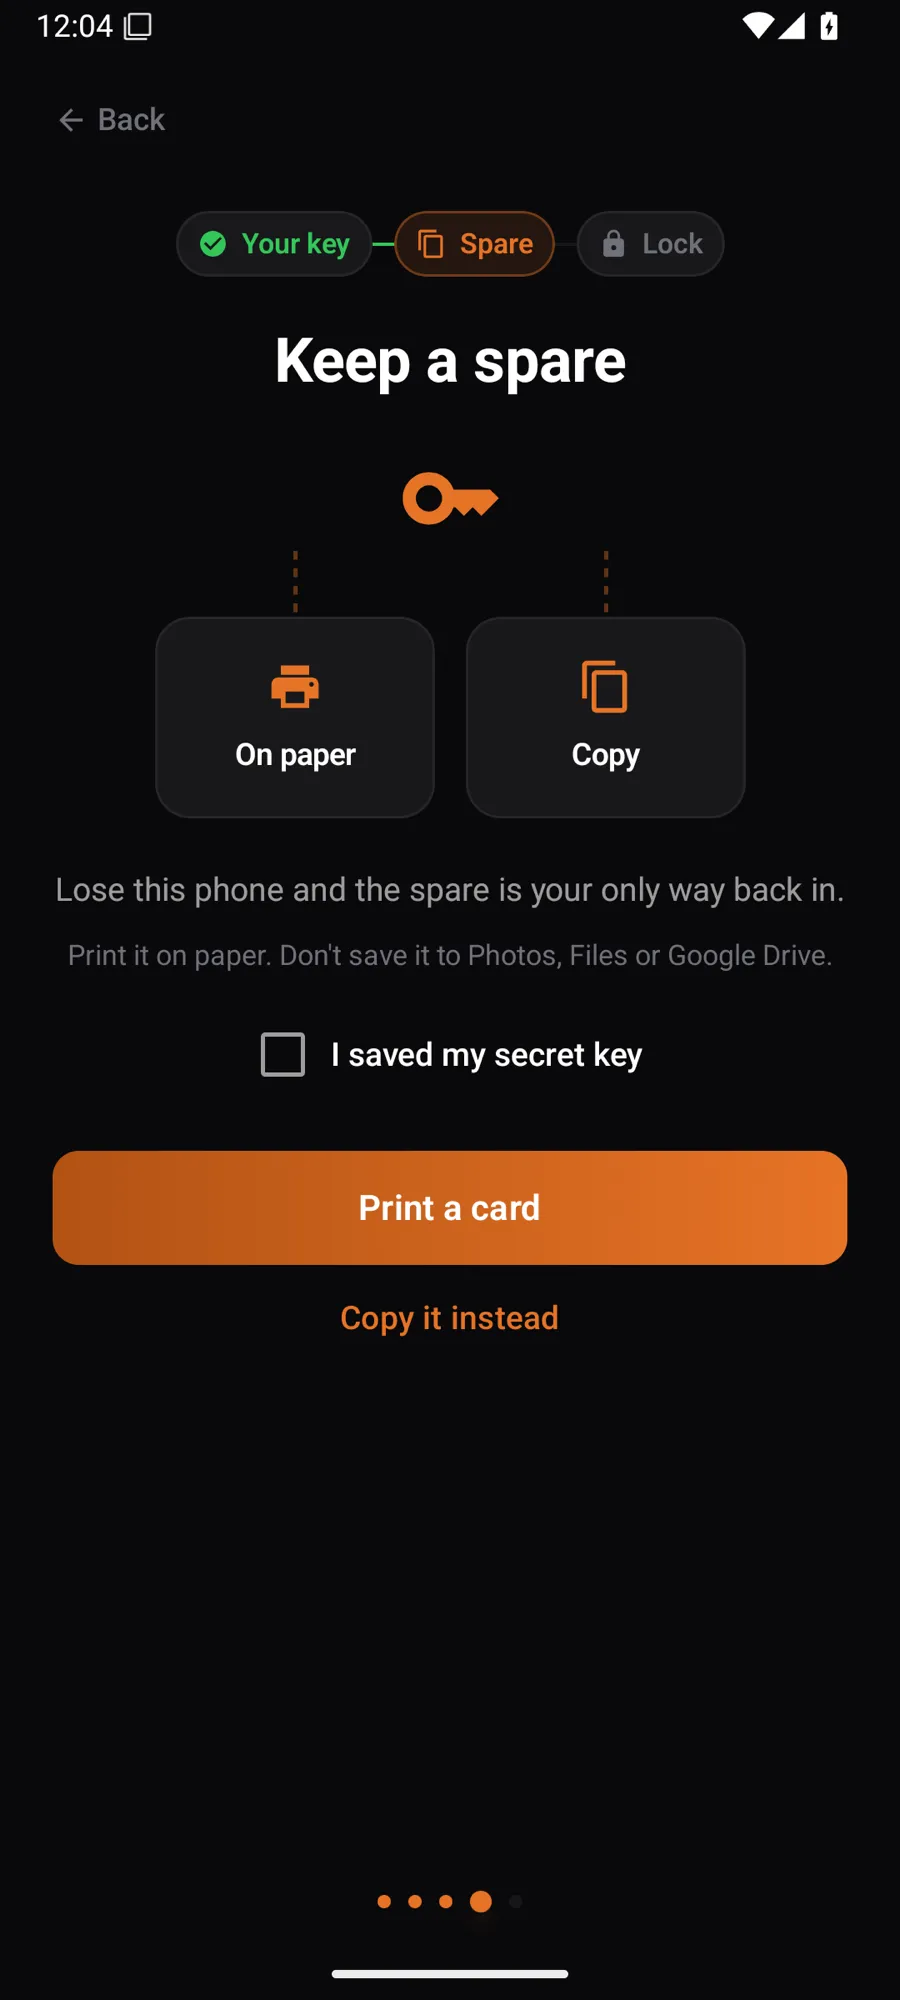 12:04
Back
Your key
Spare
Lock
Keep a spare
On paper
Copy
Lose this phone and the spare is your only way back in.
Print it on paper. Don't save it to Photos, Files or Google Drive.
I saved my secret key
Print a card
Copy it instead